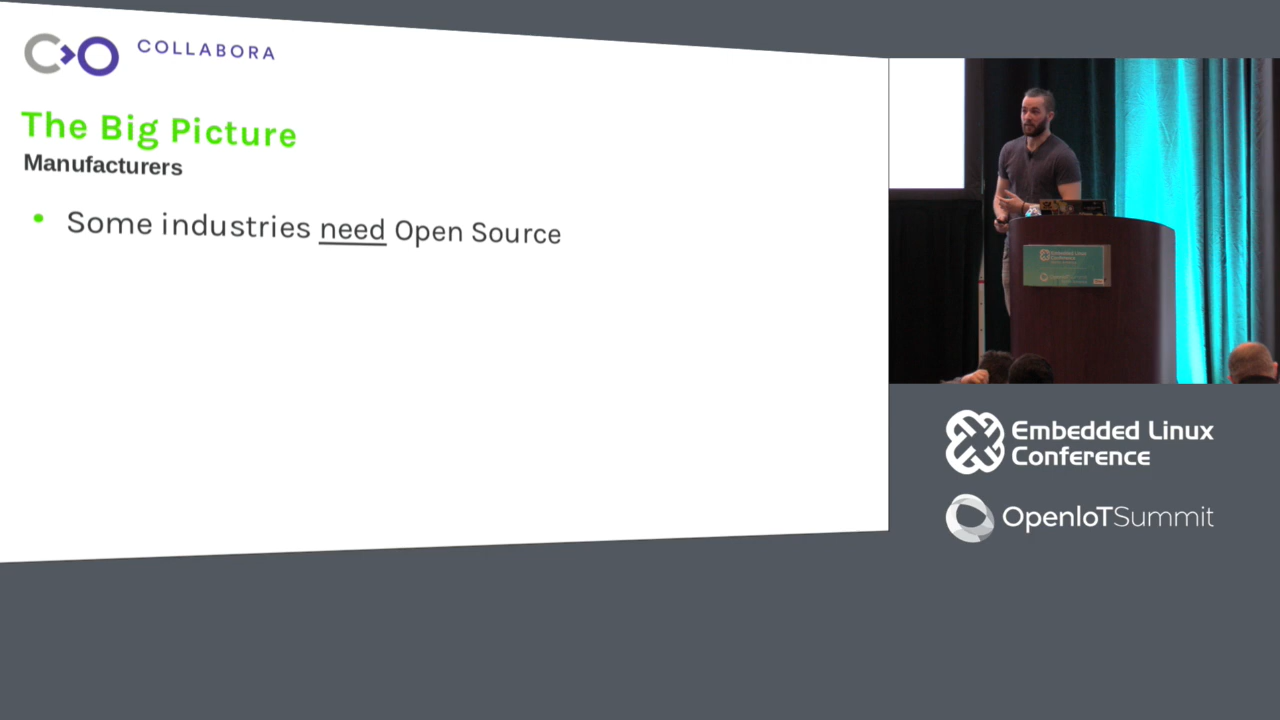 COLLABORA
The Big Picture
Manufacturers
• Some industries need Open Source
Embedded Linux
Conference
OpenIoTSummit